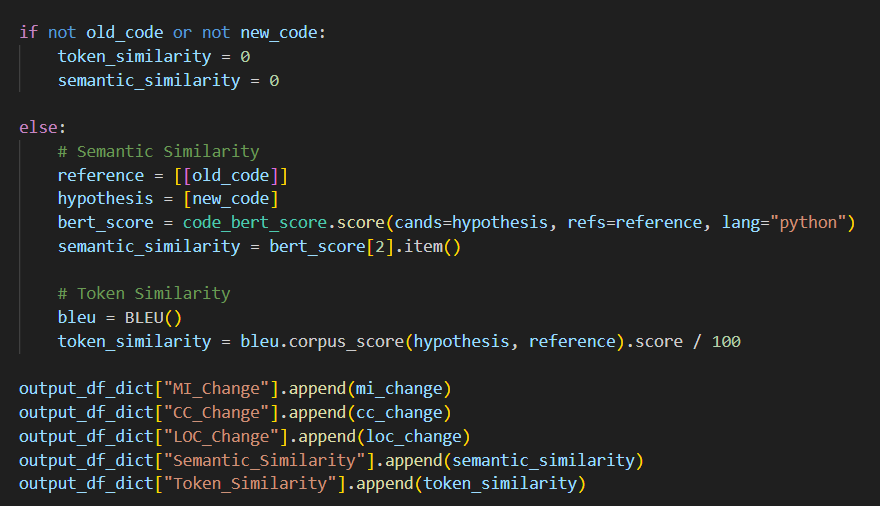 if not old_code or not new_code:
    token_similarity = 0
    semantic_similarity = 0
else:
    # Semantic Similarity
    reference = [[old_code]]
    hypothesis = [new_code]
    bert_score = code_bert_score.score(cands=hypothesis, refs=reference, lang="python")
    semantic_similarity = bert_score[2].item()
    # Token Similarity
    bleu = BLEU()
    token_similarity = bleu.corpus_score(hypothesis, reference).score / 100
output_df_dict["MI_Change"].append(mi_change)
output_df_dict["CC_Change"].append(cc_change)
output_df_dict["LOC_Change"].append(loc_change)
output_df_dict["Semantic_Similarity"].append(semantic_similarity)
output_df_dict["Token_Similarity"].append(token_similarity)